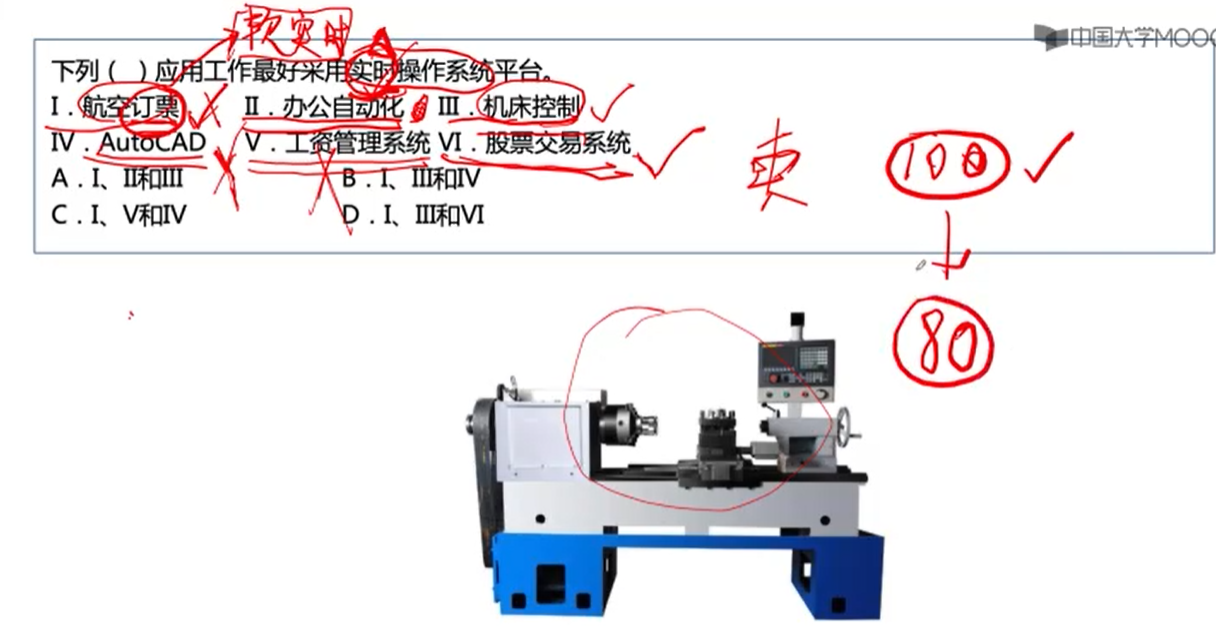 软实时
中国大学MOOC
下列（ ）应用工作最好采用实时操作系统平台。
I．航空订票 II．办公自动化 III．机床控制
IV．AutoCAD V．工资管理系统 VI．股票交易系统
A．I、II和III B．I、III和IV
C．I、V和IV D．I、III和VI
卖 100
80